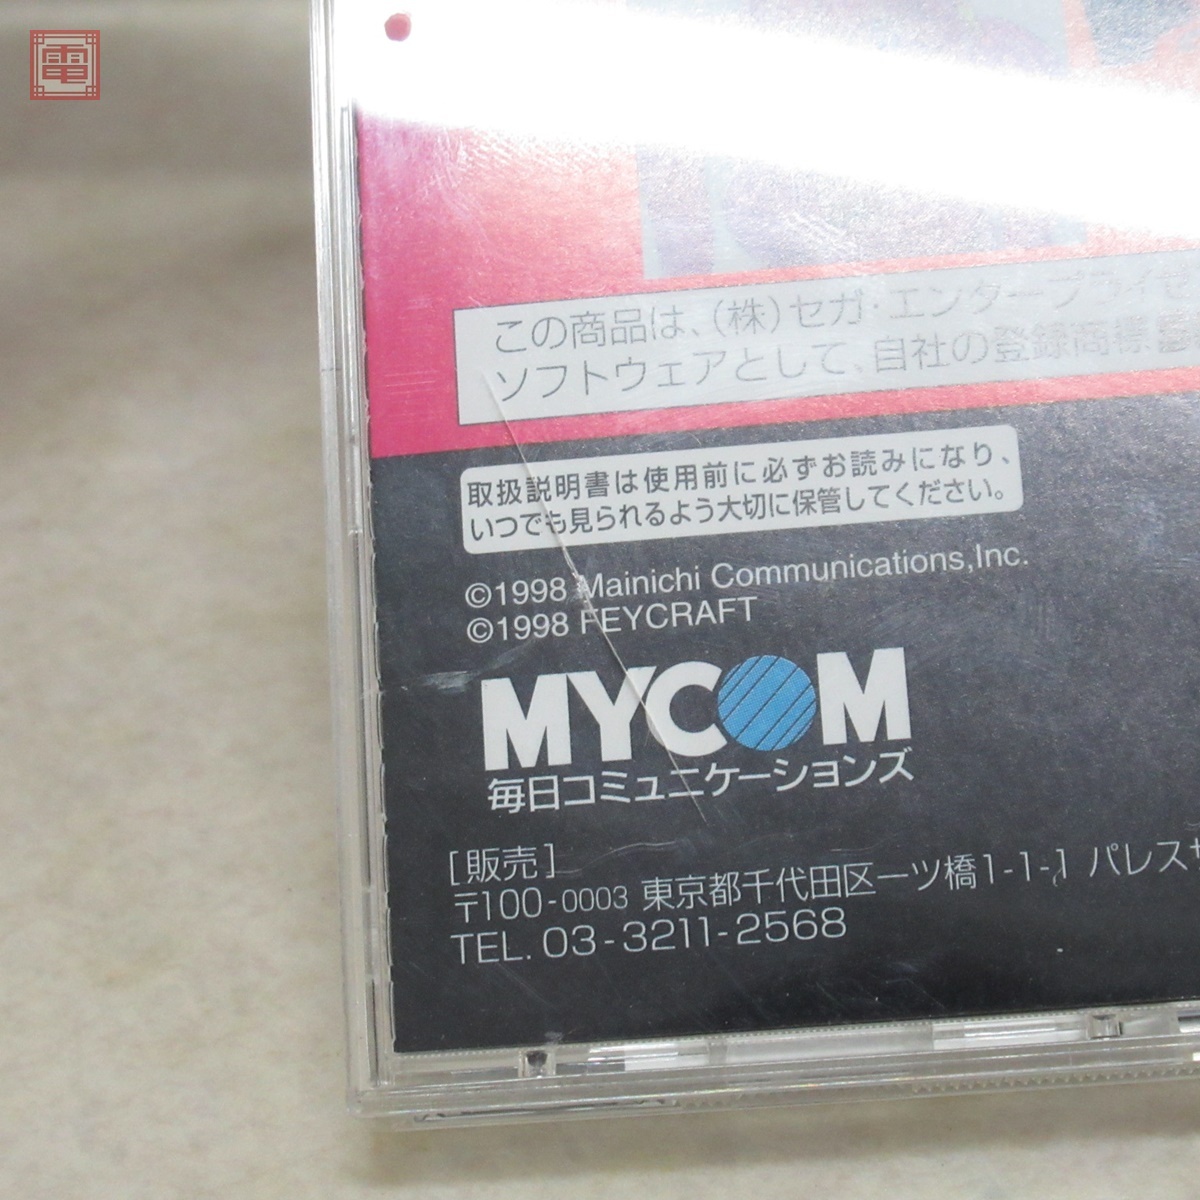 電
この商品は、(株)セガ・エンタープライゼ
ソフトウェアとして、自社の登録商標
取扱説明書は使用前に必ずお読みになり、
いつでも見られるよう大切に保管してください。
©1998 Mainichi Communications,Inc.
©1998 FEYCRAFT
MYCOM
毎日コミュニケーションズ
[販売]
〒100-0003 東京都千代田区一ツ橋1-1-1 パレスサ
TEL. 03-3211-2568